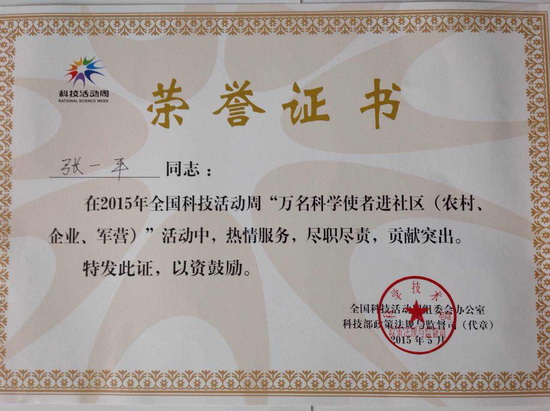 科技活动周
NATIONAL SCIENCE WEEK
荣誉证书
张一平 同志：
在2015年全国科技活动周“万名科学使者进社区（农村、
企业、军营）”活动中，热情服务，尽职尽责，贡献突出。
特发此证，以资鼓励。
全国科技活动周组委会办公室
科技部政策法规与监督司（代章）
2015年5月